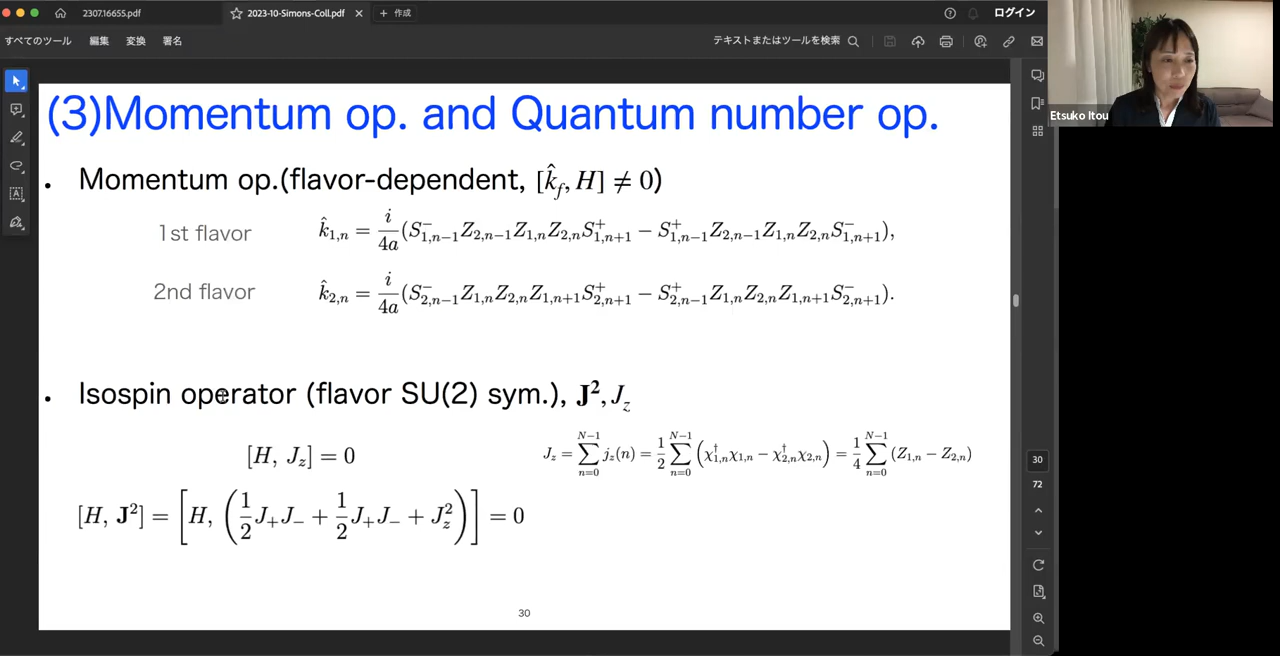 2307.16655.pdf
2023-10-Simons-Coll.pdf
作成
ログイン
すべてのツール
編集
変換
署名
テキストまたはツールを検索
Etsuko Itou
(3)Momentum op. and Quantum number op.
• Momentum op.(flavor-dependent, [k̂_f, H] ≠ 0)
1st flavor k̂_{1,n} = i/4a (S^-_{1,n−1} Z_{2,n−1} Z_{1,n} Z_{2,n} S^+_{1,n+1} − S^+_{1,n−1} Z_{2,n−1} Z_{1,n} Z_{2,n} S^-_{1,n+1}),
2nd flavor k̂_{2,n} = i/4a (S^-_{2,n−1} Z_{1,n} Z_{2,n} Z_{1,n+1} S^+_{2,n+1} − S^+_{2,n−1} Z_{1,n} Z_{2,n} Z_{1,n+1} S^-_{2,n+1}).
• Isospin operator (flavor SU(2) sym.), J², J_z
[H, J_z] = 0
J_z = ∑_{n=0}^{N−1} j_z(n) = 1/2 ∑_{n=0}^{N−1} (χ†_{1,n} χ_{1,n} − χ†_{2,n} χ_{2,n}) = 1/4 ∑_{n=0}^{N−1} (Z_{1,n} − Z_{2,n})
[H, J²] = [H, (1/2 J_+ J_− + 1/2 J_+ J_− + J_z²)] = 0
30
30
72